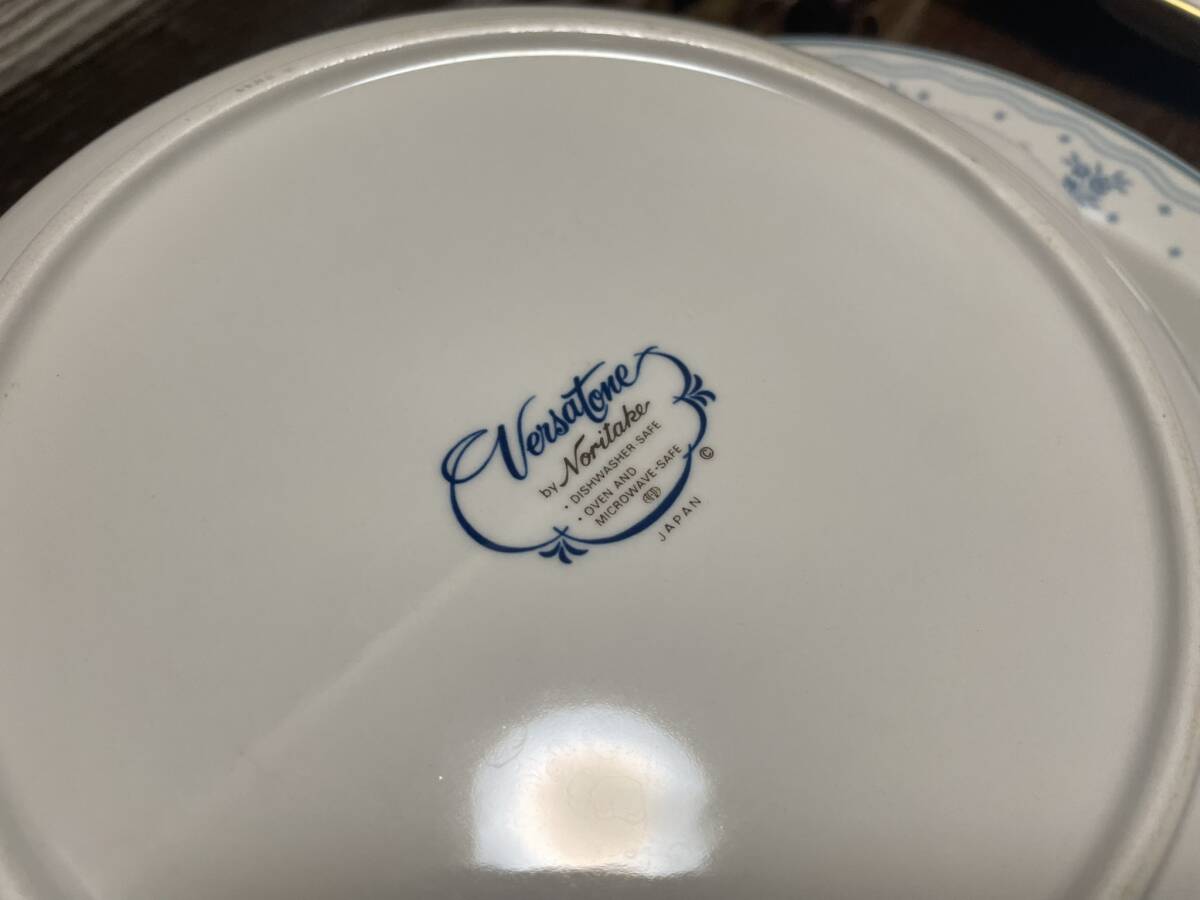 Versatone
by Noritake
· DISHWASHER-SAFE
· OVEN AND
MICROWAVE-SAFE
©
JAPAN